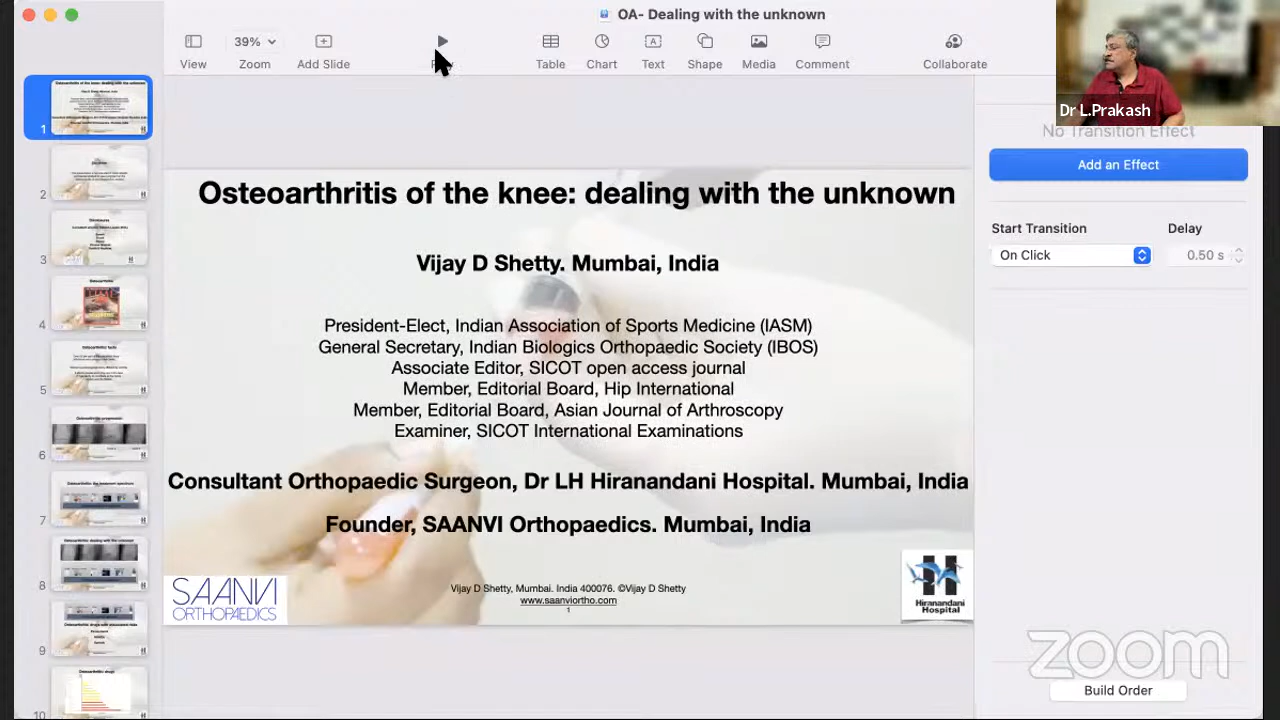 OA- Dealing with the unknown
39%
View
Zoom
Add Slide
Table
Chart
Text
Shape
Media
Comment
Collaborate
Dr L.Prakash
No Transition Effect
Add an Effect
Start Transition
Delay
On Click
0.50 s
Osteoarthritis of the knee: dealing with the unknown
Vijay D Shetty. Mumbai, India
President-Elect, Indian Association of Sports Medicine (IASM)
General Secretary, Indian Biologics Orthopaedic Society (IBOS)
Associate Editor, SICOT open access journal
Member, Editorial Board, Hip International
Member, Editorial Board, Asian Journal of Arthroscopy
Examiner, SICOT International Examinations
Consultant Orthopaedic Surgeon, Dr LH Hiranandani Hospital. Mumbai, India
Founder, SAANVI Orthopaedics. Mumbai, India
SAANVI
ORTHOPAEDICS
Vijay D Shetty, Mumbai. India 400076. ©Vijay D Shetty
www.saanviortho.com
1
Hiranandani
Hospital
1
2
3
4
5
6
7
8
9
10
zoom
Build Order